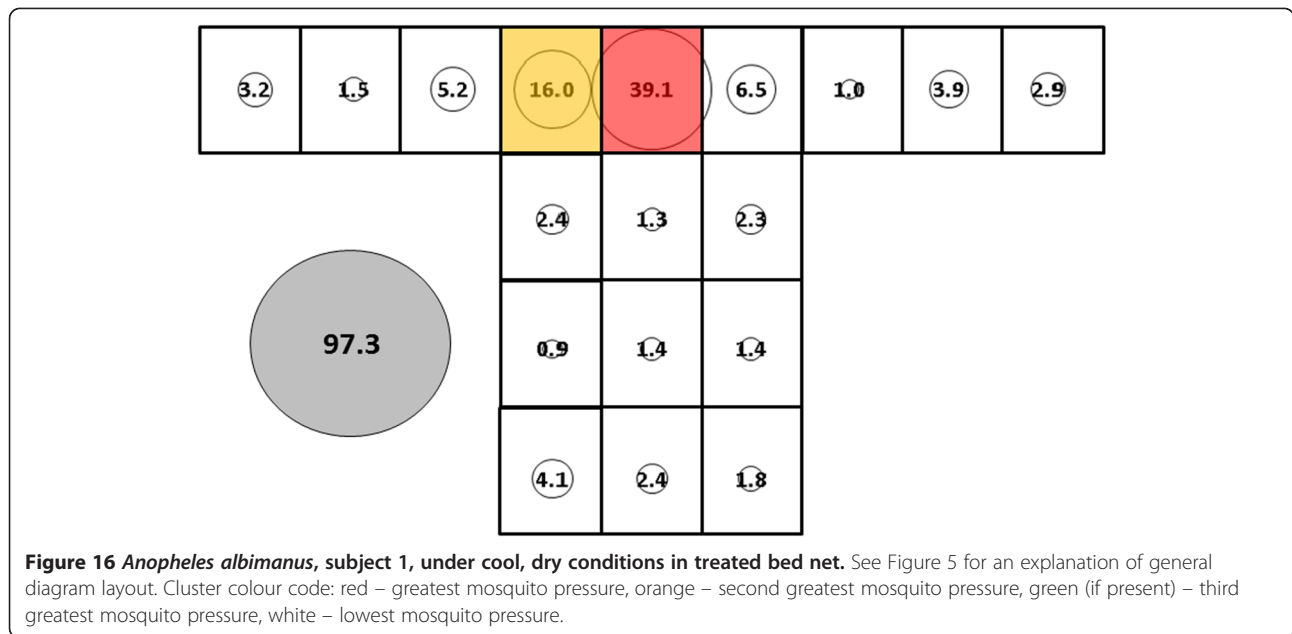 3.2 1.5 5.2 16.0 39.1 6.5 1.0 3.9 2.9
2.4 1.3 2.3
97.3
0.9 1.4 1.4
4.1 2.4 1.8
Figure 16 Anopheles albimanus, subject 1, under cool, dry conditions in treated bed net. See Figure 5 for an explanation of general
diagram layout. Cluster colour code: red – greatest mosquito pressure, orange – second greatest mosquito pressure, green (if present) – third
greatest mosquito pressure, white – lowest mosquito pressure.